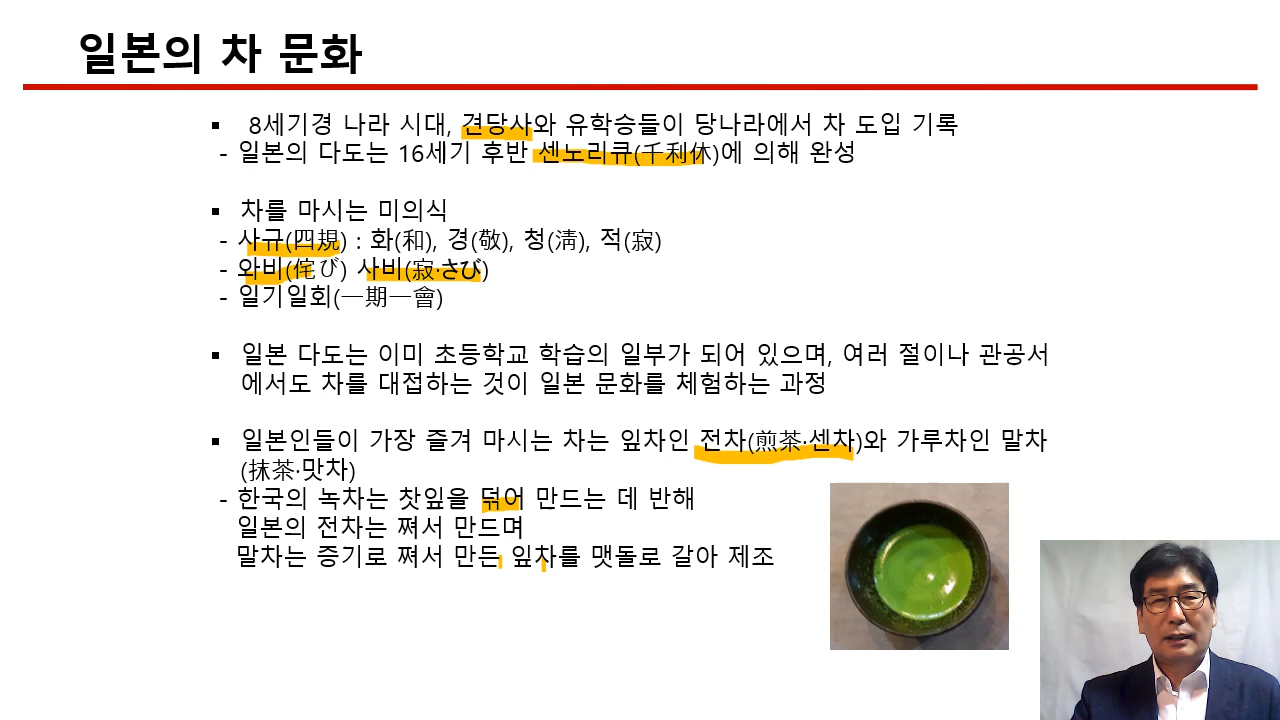 일본의 차 문화
▪ 8세기경 나라 시대, 견당사와 유학승들이 당나라에서 차 도입 기록
- 일본의 다도는 16세기 후반 센노리큐(千利休)에 의해 완성
▪ 차를 마시는 미의식
- 사규(四規) : 화(和), 경(敬), 청(淸), 적(寂)
- 와비(侘び) 사비(寂·さび)
- 일기일회(一期一會)
▪ 일본 다도는 이미 초등학교 학습의 일부가 되어 있으며, 여러 절이나 관공서
에서도 차를 대접하는 것이 일본 문화를 체험하는 과정
▪ 일본인들이 가장 즐겨 마시는 차는 잎차인 전차(煎茶·센차)와 가루차인 말차
(抹茶·맛차)
- 한국의 녹차는 찻잎을 덖어 만드는 데 반해
일본의 전차는 쪄서 만드며
말차는 증기로 쪄서 만든 잎차를 맷돌로 갈아 제조